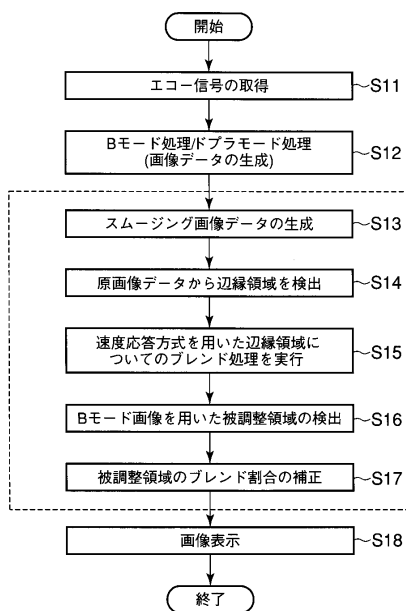 開始
エコー信号の取得
S11
Bモード処理/ドプラモード処理
(画像データの生成)
S12
スムージング画像データの生成
S13
原画像データから辺縁領域を検出
S14
速度応答方式を用いた辺縁領域に
ついてのブレンド処理を実行
S15
Bモード画像を用いた被調整領域の検出
S16
被調整領域のブレンド割合の補正
S17
画像表示
S18
終了